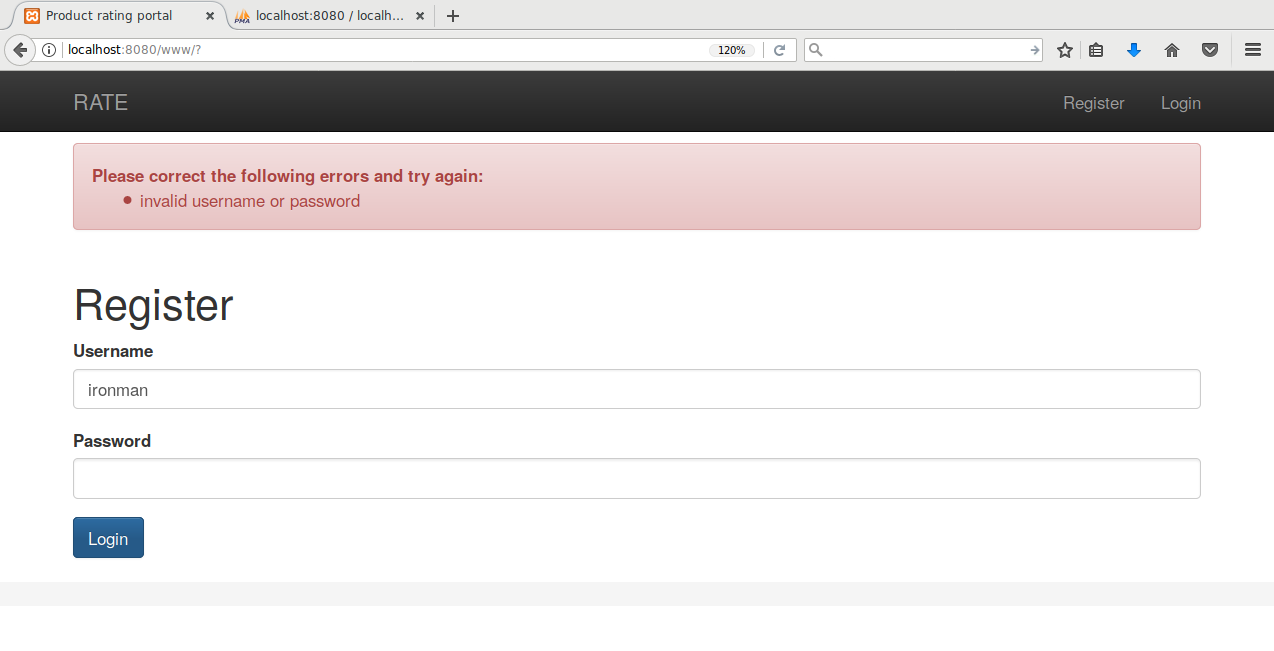 Product rating portal
localhost:8080 / localh...
PMA
localhost:8080/www/?
120%
RATE
Register
Login
Please correct the following errors and try again:
invalid username or password
Register
Username
ironman
Password
Login